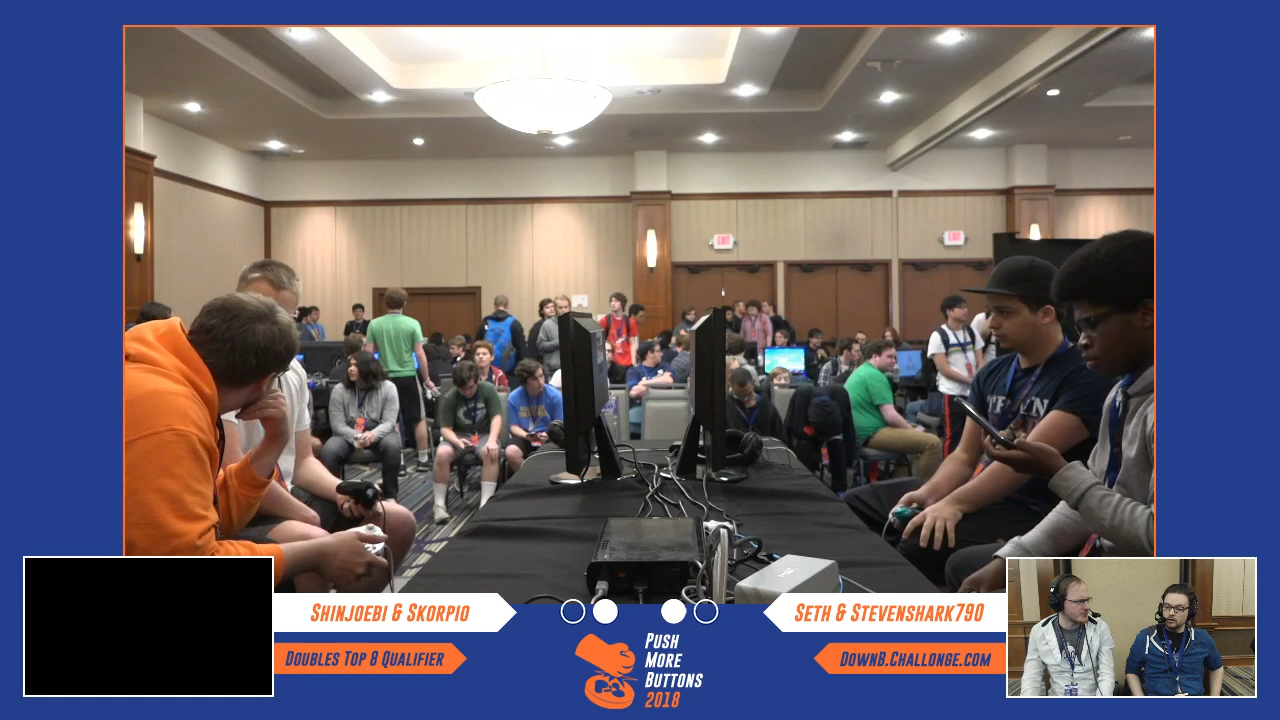 EXIT
EXIT
Shinjoebi & Skorpio
Seth & Stevenshark790
Doubles Top 8 Qualifier
DownB.Challonge.com
Push
More
Buttons
2018